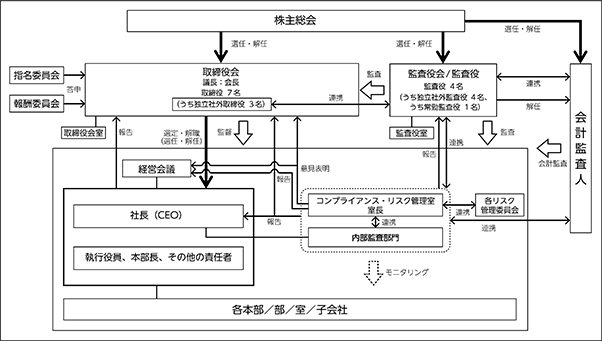 株主総会
選任・解任
選任・解任
選任・解任
指名委員会
報酬委員会
答申
取締役会
議長：会長
取締役 7名
（うち独立社外取締役 3名）
監査
連携
監査役会/監査役
監査役 4名
（うち独立社外監査役 4名、
うち常勤監査役 1名）
連携
解任
会計監査人
取締役会室
報告
選定・解職
（選任・解任）
監督
監査役室
報告
連携
監査
会計監査
経営会議
意見表明
報告
報告
社長（CEO）
執行役員、本部長、その他の責任者
コンプライアンス・リスク管理室
室長
連携
内部監査部門
連携
各リスク
管理委員会
連携
モニタリング
各本部／部／室／子会社